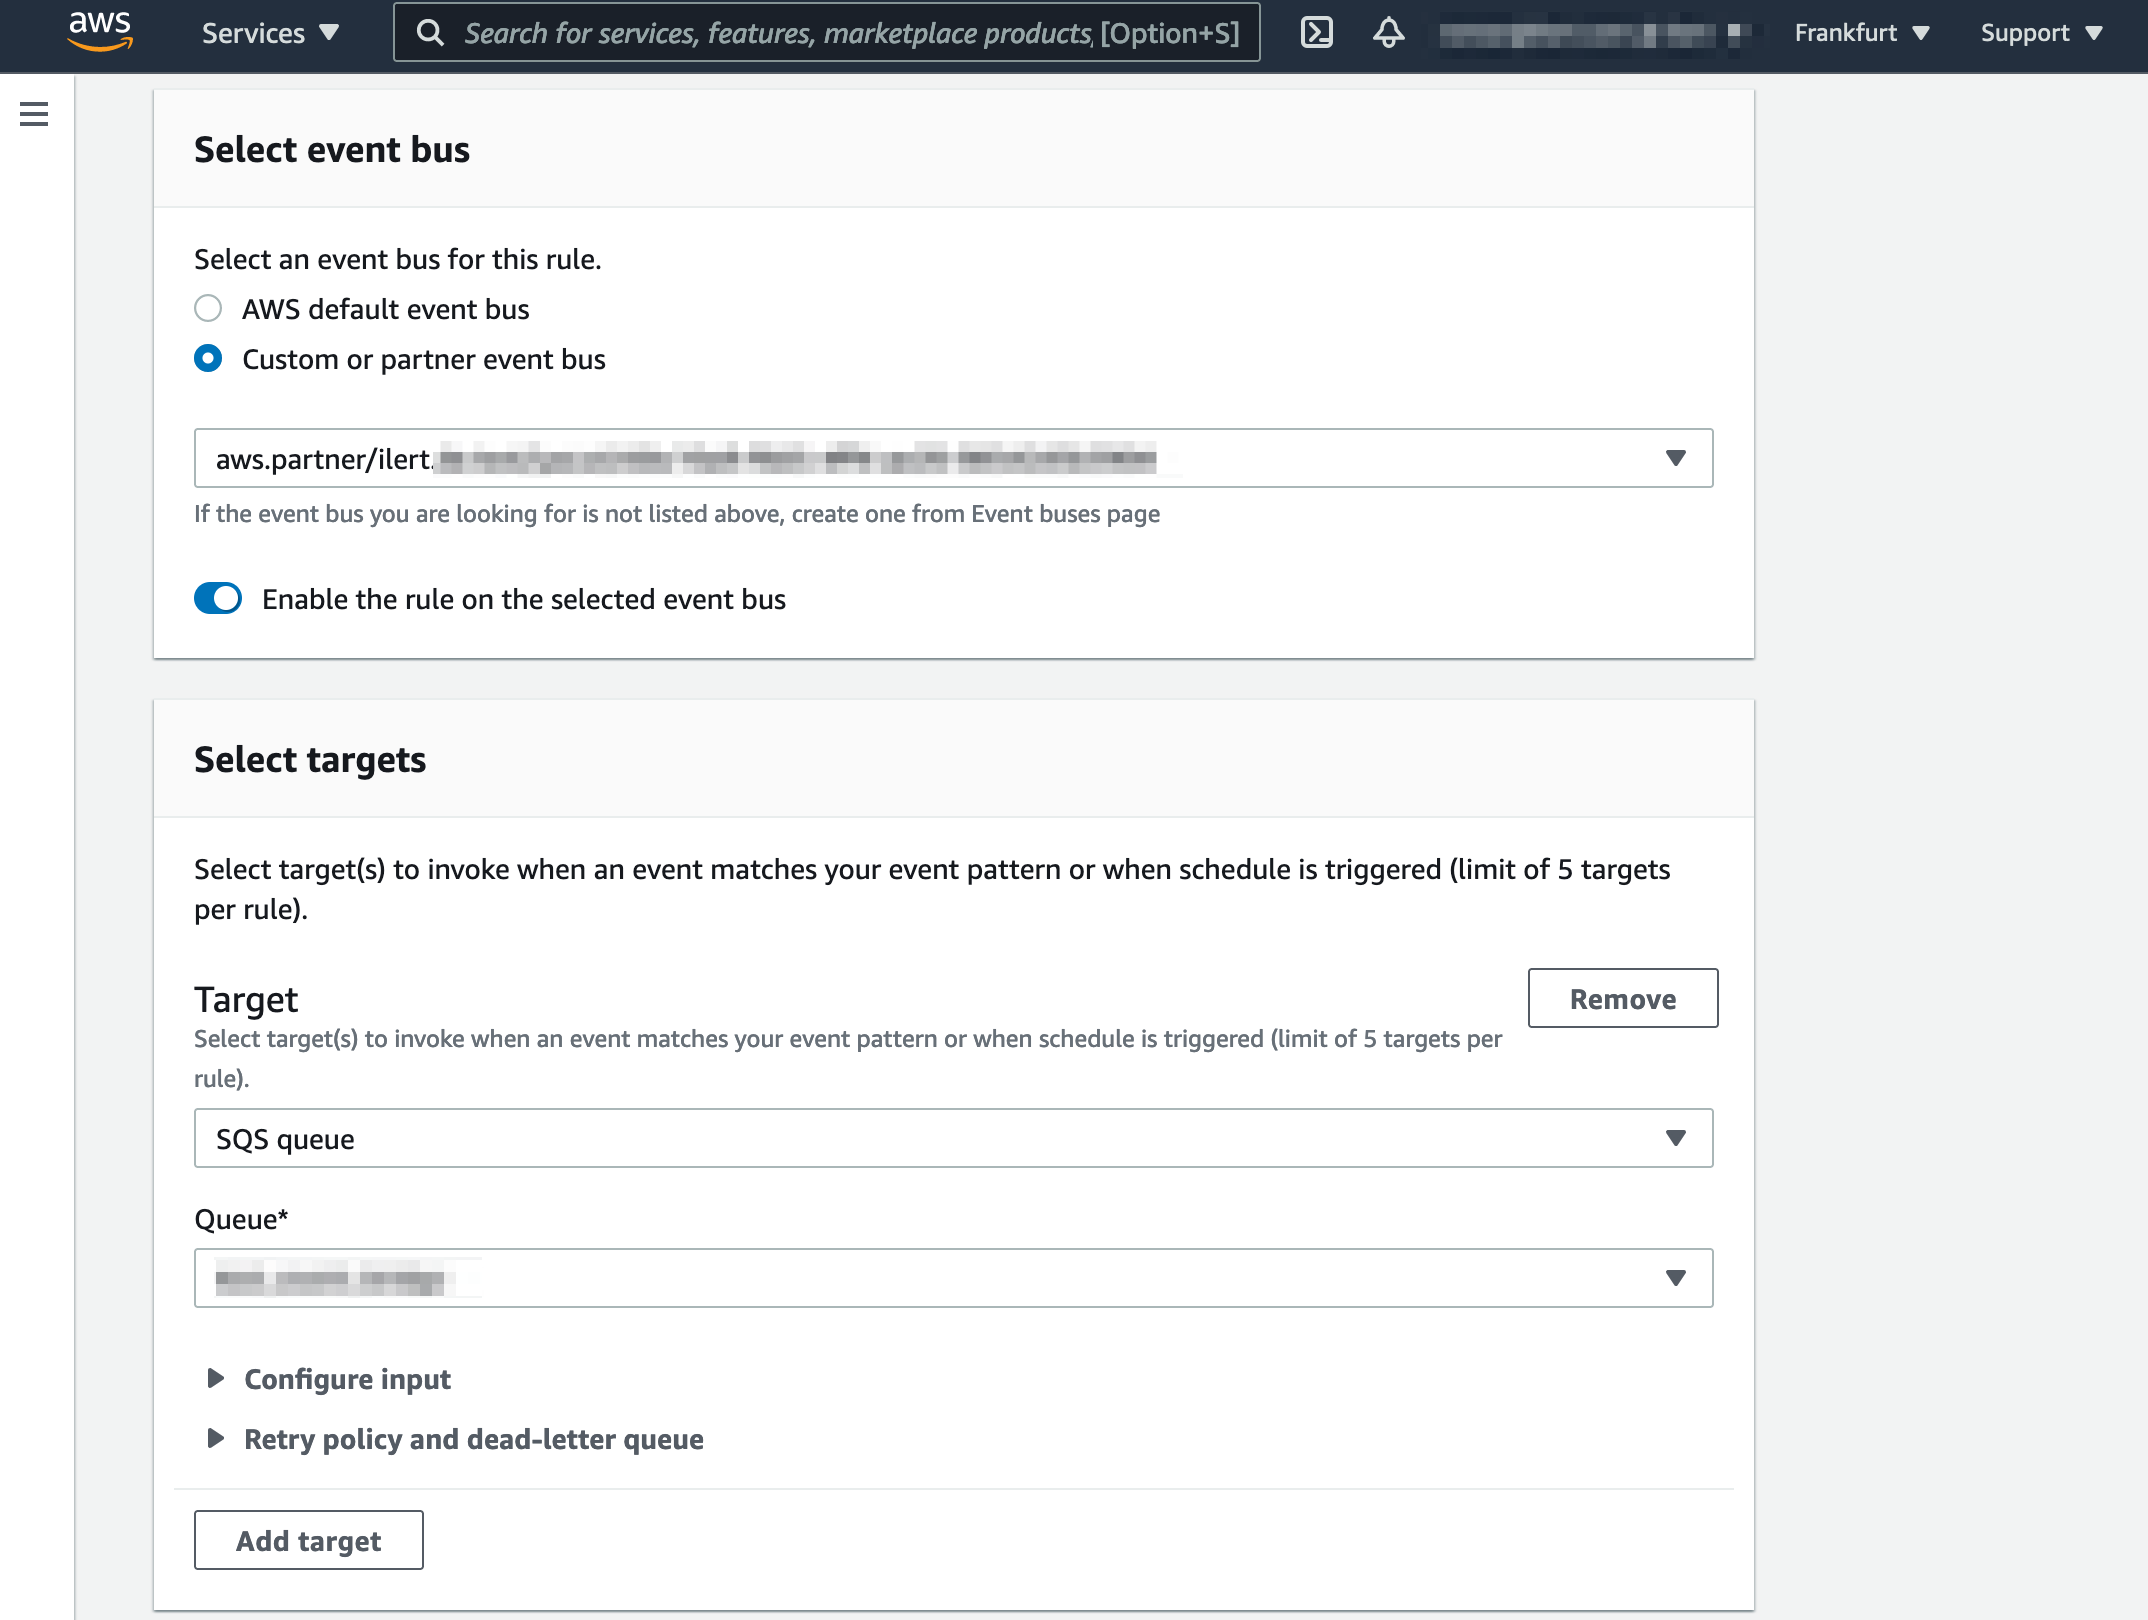 aws
Services
Search for services, features, marketplace products, [Option+S]
Frankfurt
Support
Select event bus
Select an event bus for this rule.
AWS default event bus
Custom or partner event bus
aws.partner/ilert.
If the event bus you are looking for is not listed above, create one from Event buses page
Enable the rule on the selected event bus
Select targets
Select target(s) to invoke when an event matches your event pattern or when schedule is triggered (limit of 5 targets
per rule).
Target
Remove
Select target(s) to invoke when an event matches your event pattern or when schedule is triggered (limit of 5 targets per
rule).
SQS queue
Queue*
Configure input
Retry policy and dead-letter queue
Add target